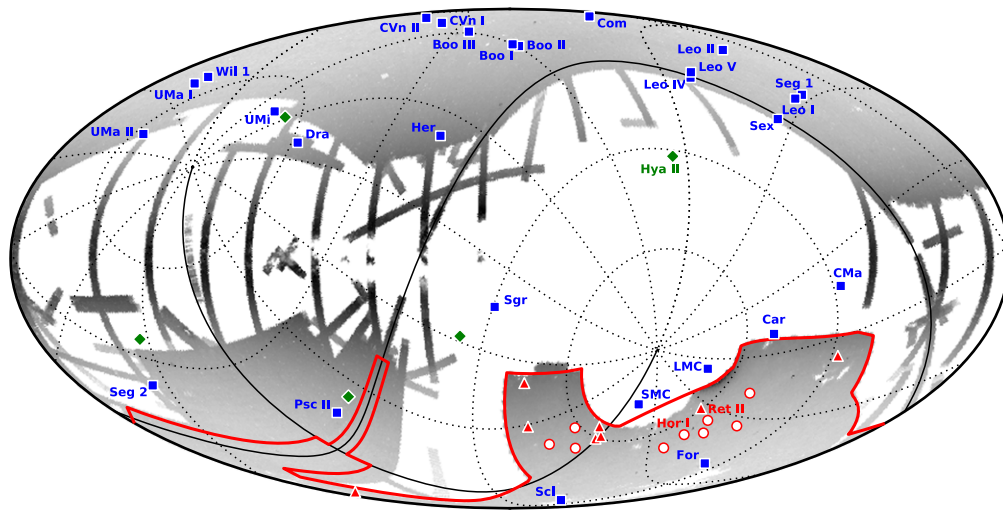 CVn II
CVn I
Com
Boo III
Boo I
Boo II
Leo II
Wil 1
UMa I
Leo V
Leo IV
Seg 1
Leo I
UMi
UMa II
Dra
Her
Sex
Hya II
CMa
Sgr
Car
LMC
Seg 2
Psc II
SMC
Ret II
Hor I
For
Scl